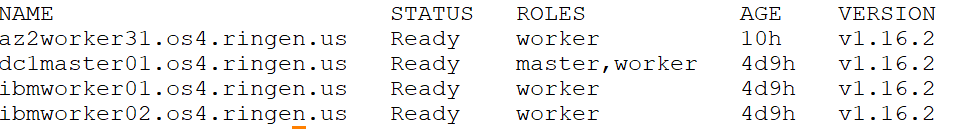 NAME STATUS ROLES AGE VERSION
az2worker31.os4.ringen.us Ready worker 10h v1.16.2
dc1master01.os4.ringen.us Ready master,worker 4d9h v1.16.2
ibmworker01.os4.ringen.us Ready worker 4d9h v1.16.2
ibmworker02.os4.ringen.us Ready worker 4d9h v1.16.2